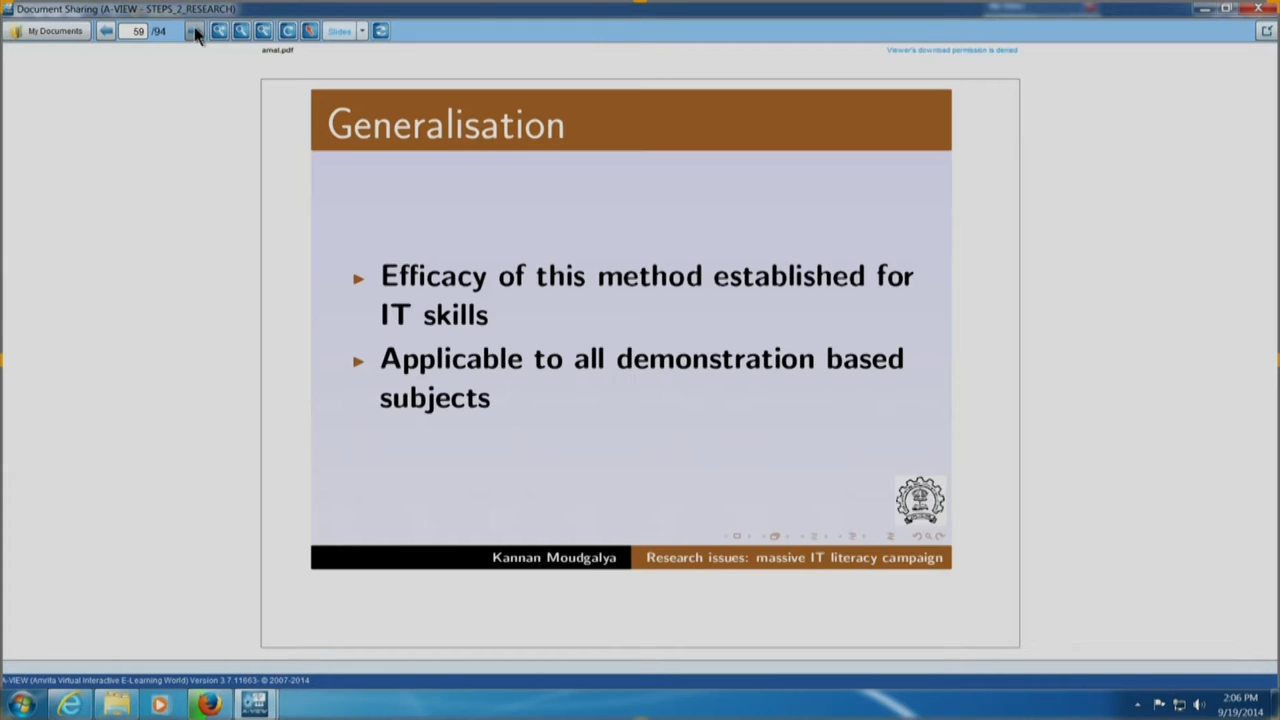 Document Sharing (A-VIEW - STEPS_2_RESEARCH)
My Documents 59 /94 Slides
amal.pdf
Viewer's download permission is denied
Generalisation
Efficacy of this method established for
IT skills
Applicable to all demonstration based
subjects
Kannan Moudgalya Research issues: massive IT literacy campaign
A-VIEW (Amrita Virtual Interactive E-Learning World) Version 3.7.11663- © 2007-2014
2:06 PM
9/19/2014